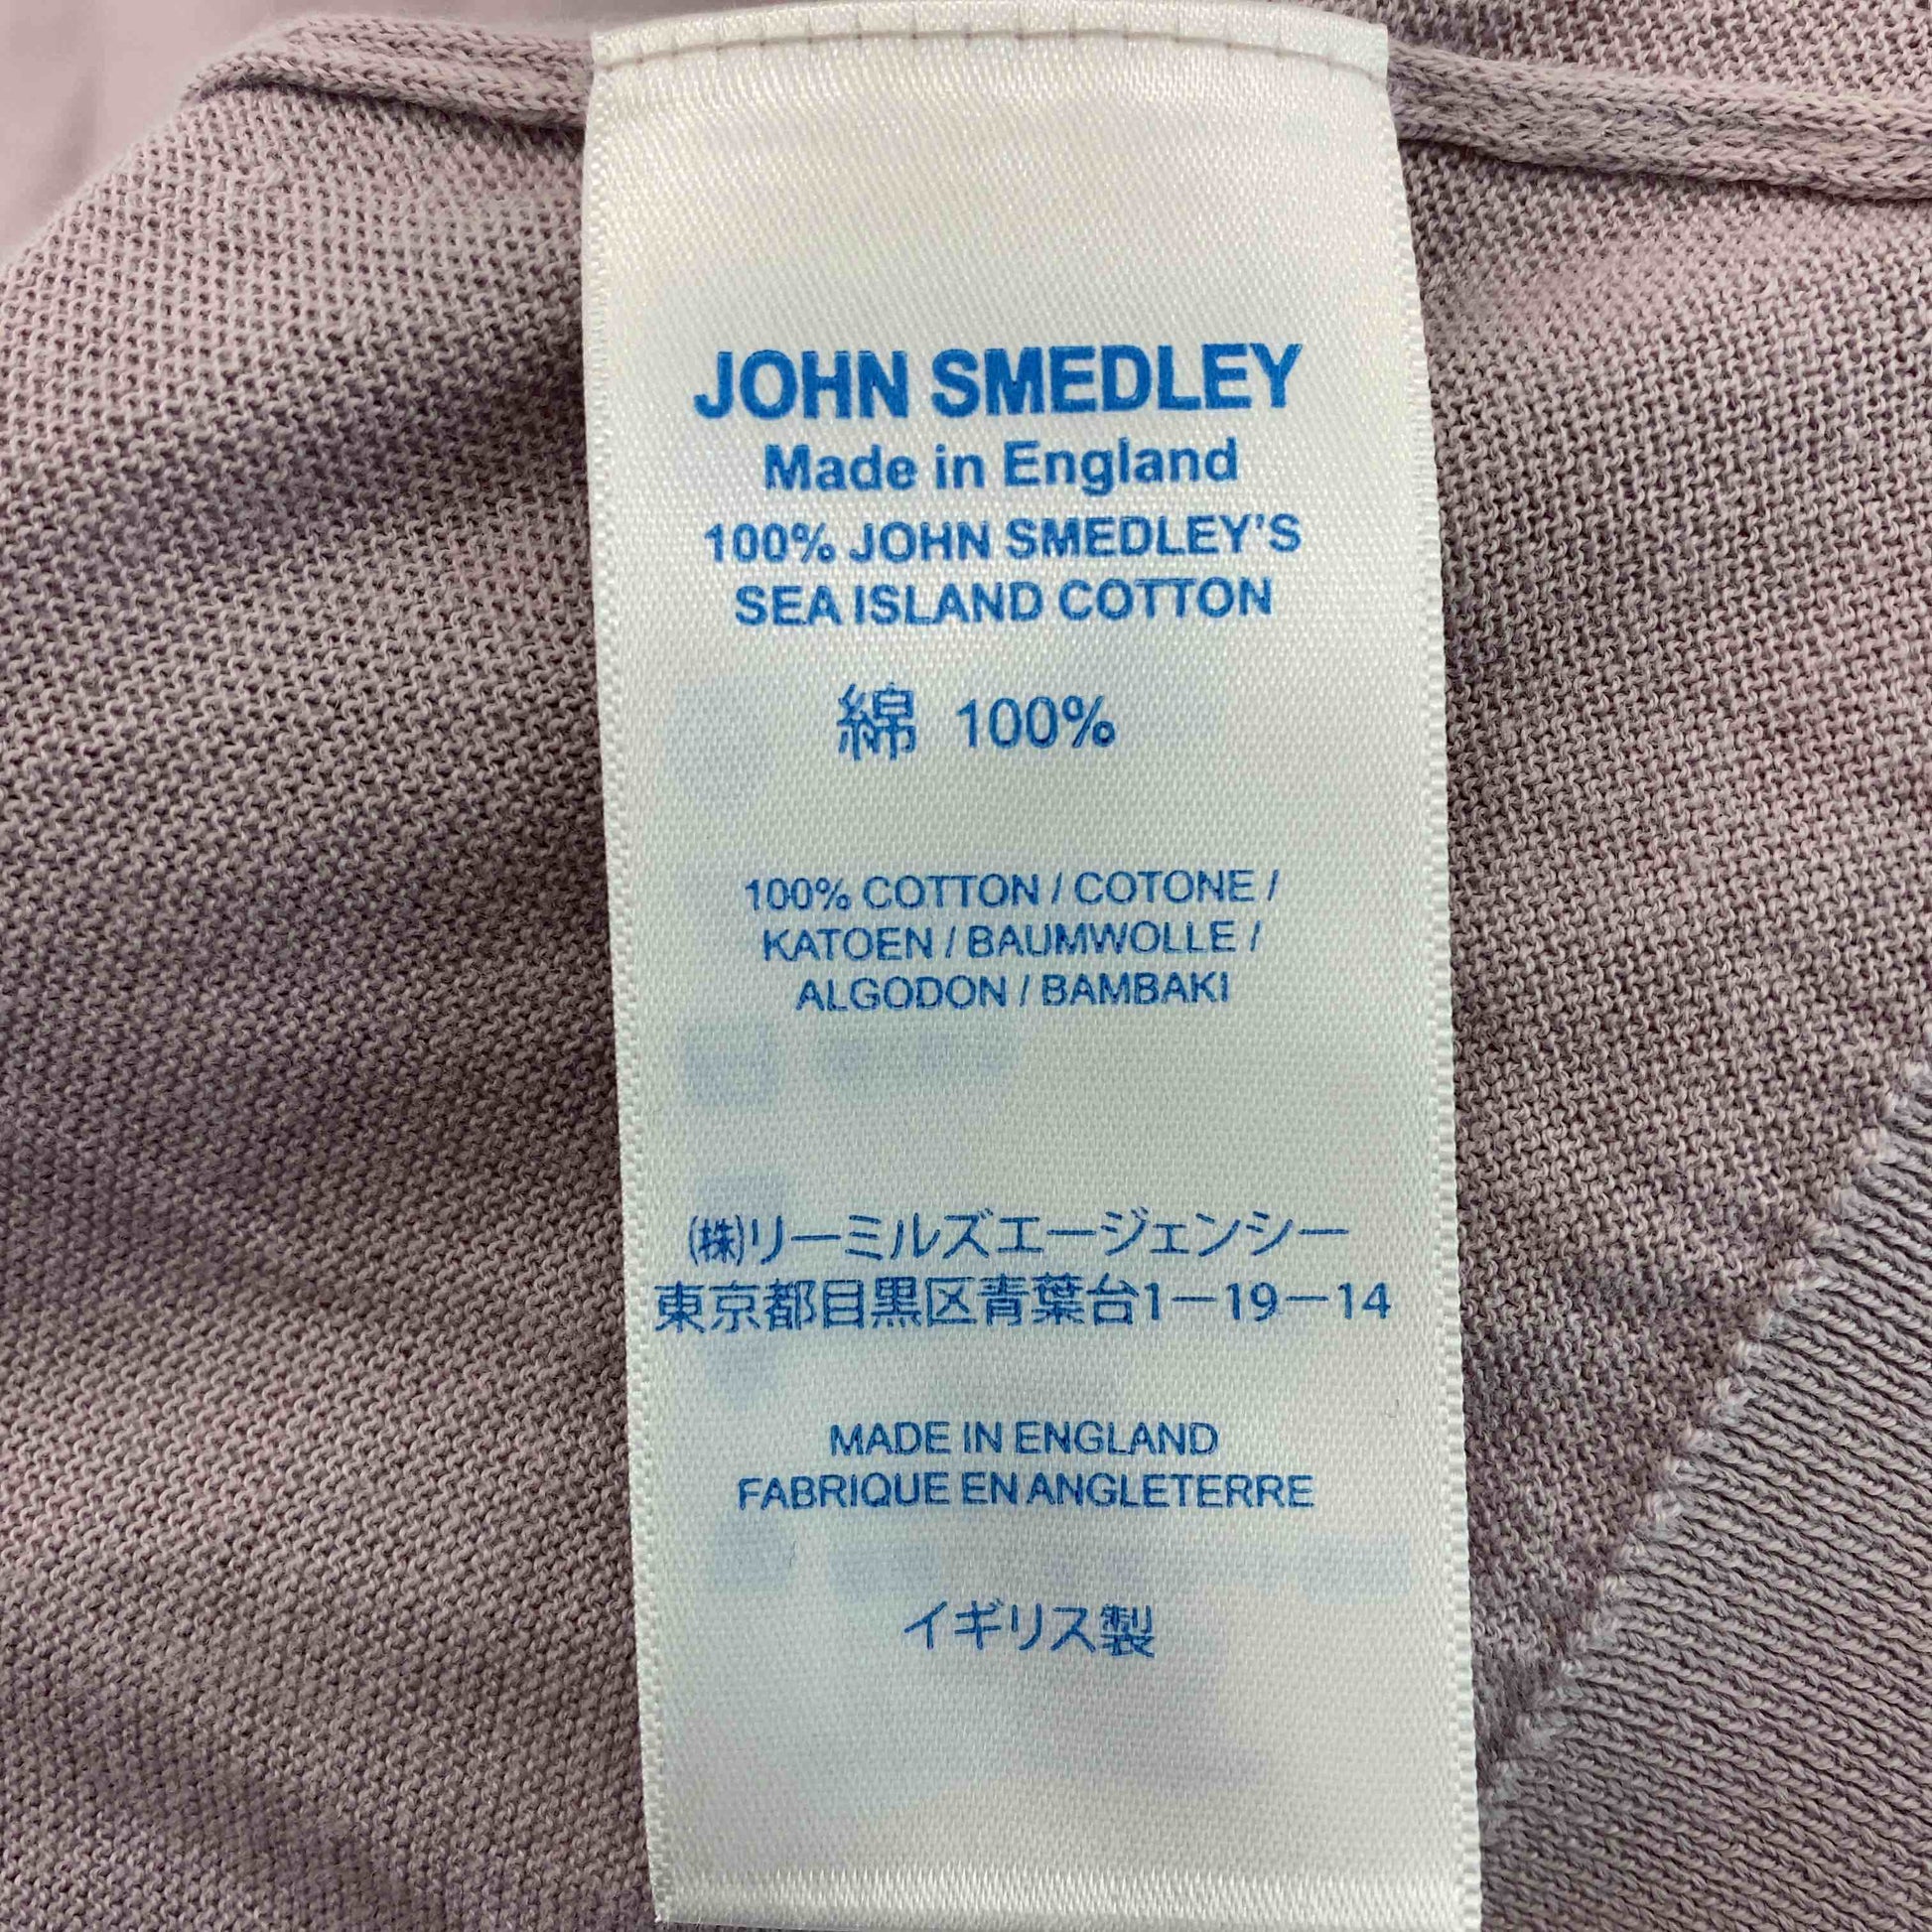 JOHN SMEDLEY
Made in England
100% JOHN SMEDLEY'S
SEA ISLAND COTTON
綿 100%
100% COTTON / COTONE /
KATOEN / BAUMWOLLE /
ALGODON / BAMBAKI
(株)リーミルズエージェンシー
東京都目黒区青葉台1－19－14
MADE IN ENGLAND
FABRIQUE EN ANGLETERRE
イギリス製